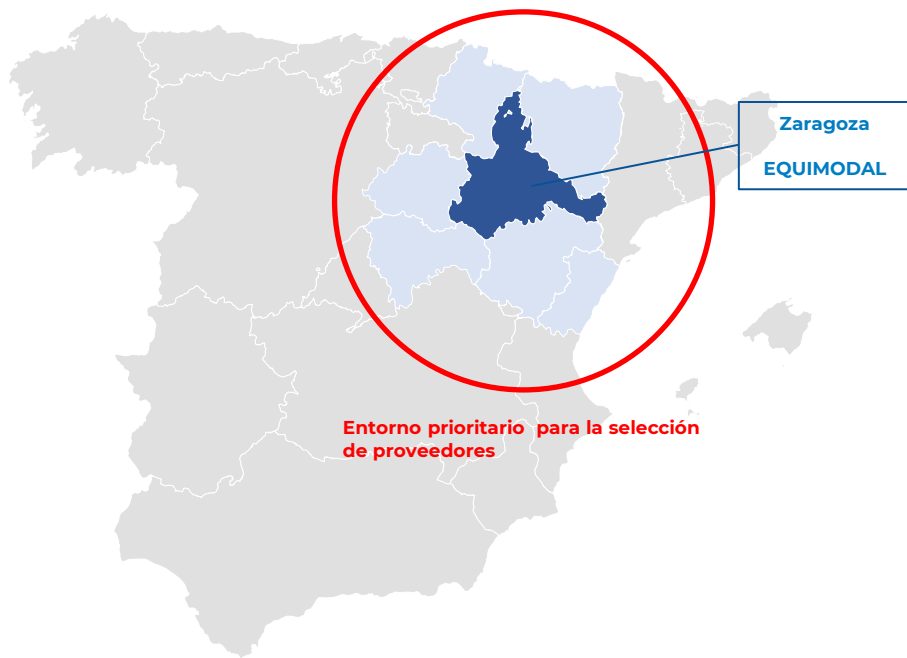 Zaragoza
EQUIMODAL
Entorno prioritario para la selección
de proveedores